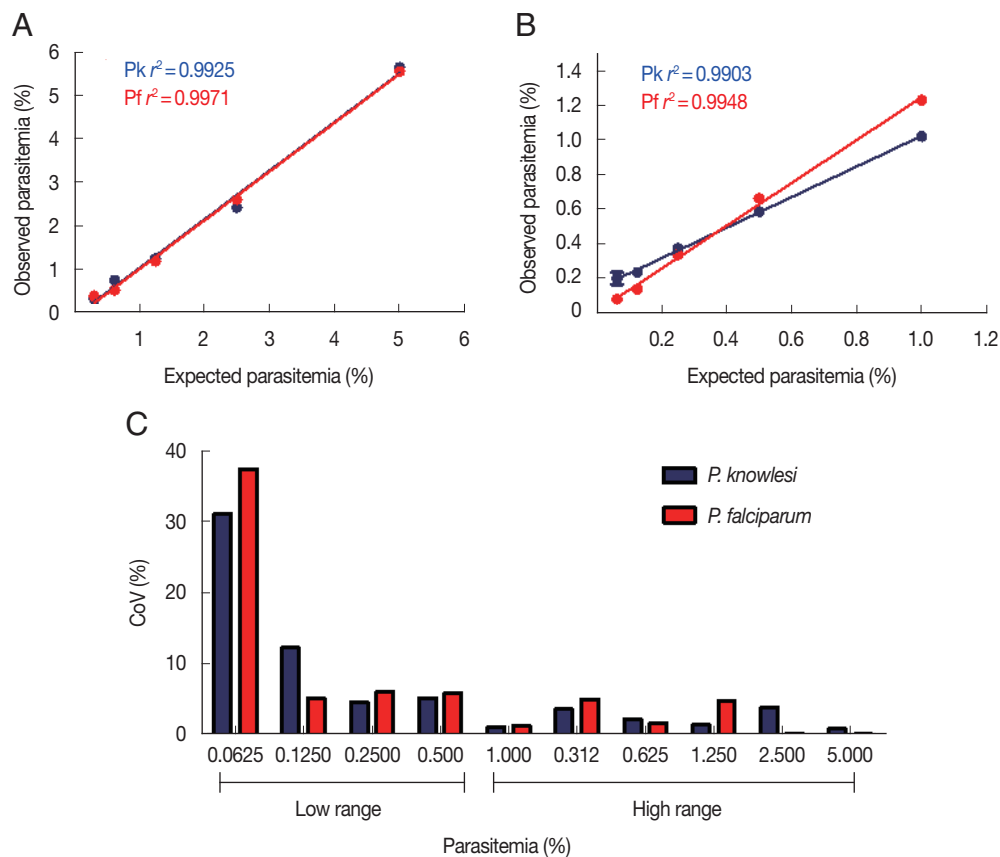 A
Pk r² = 0.9925
Pf r² = 0.9971
Observed parasitemia (%)
6
5
4
3
2
1
0
1 2 3 4 5 6
Expected parasitemia (%)
B
Pk r² = 0.9903
Pf r² = 0.9948
Observed parasitemia (%)
1.4
1.2
1.0
0.8
0.6
0.4
0.2
0
0.2 0.4 0.6 0.8 1.0 1.2
Expected parasitemia (%)
C
P. knowlesi
P. falciparum
CoV (%)
40
30
20
10
0
0.0625 0.1250 0.2500 0.500 1.000 0.312 0.625 1.250 2.500 5.000
Low range High range
Parasitemia (%)